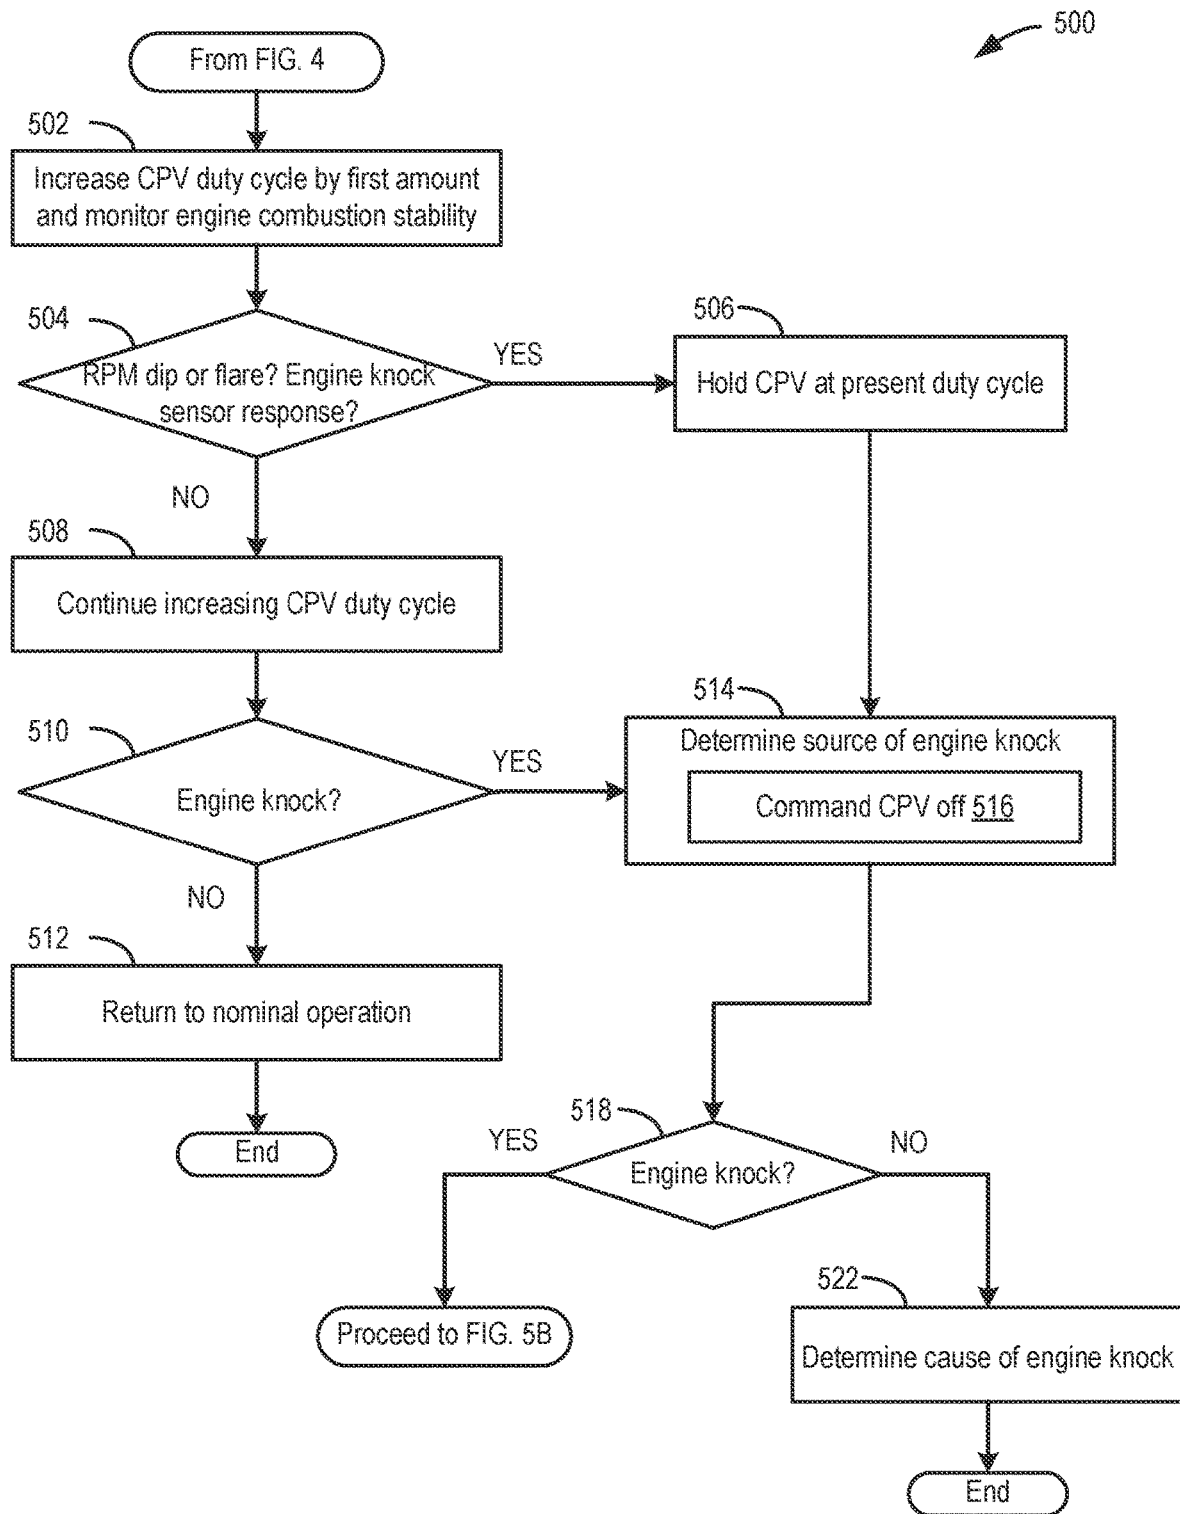 500
From FIG. 4
502
Increase CPV duty cycle by first amount
and monitor engine combustion stability
504
RPM dip or flare? Engine knock
sensor response?
YES
506
Hold CPV at present duty cycle
NO
508
Continue increasing CPV duty cycle
510
Engine knock?
YES
514
Determine source of engine knock
Command CPV off 516
NO
512
Return to nominal operation
End
518
Engine knock?
YES
NO
Proceed to FIG. 5B
522
Determine cause of engine knock
End